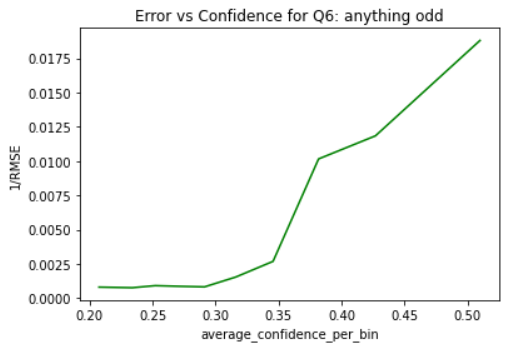 Error vs Confidence for Q6: anything odd
0.0175
0.0150
0.0125
0.0100
0.0075
0.0050
0.0025
0.0000
1/RMSE
0.20 0.25 0.30 0.35 0.40 0.45 0.50
average_confidence_per_bin